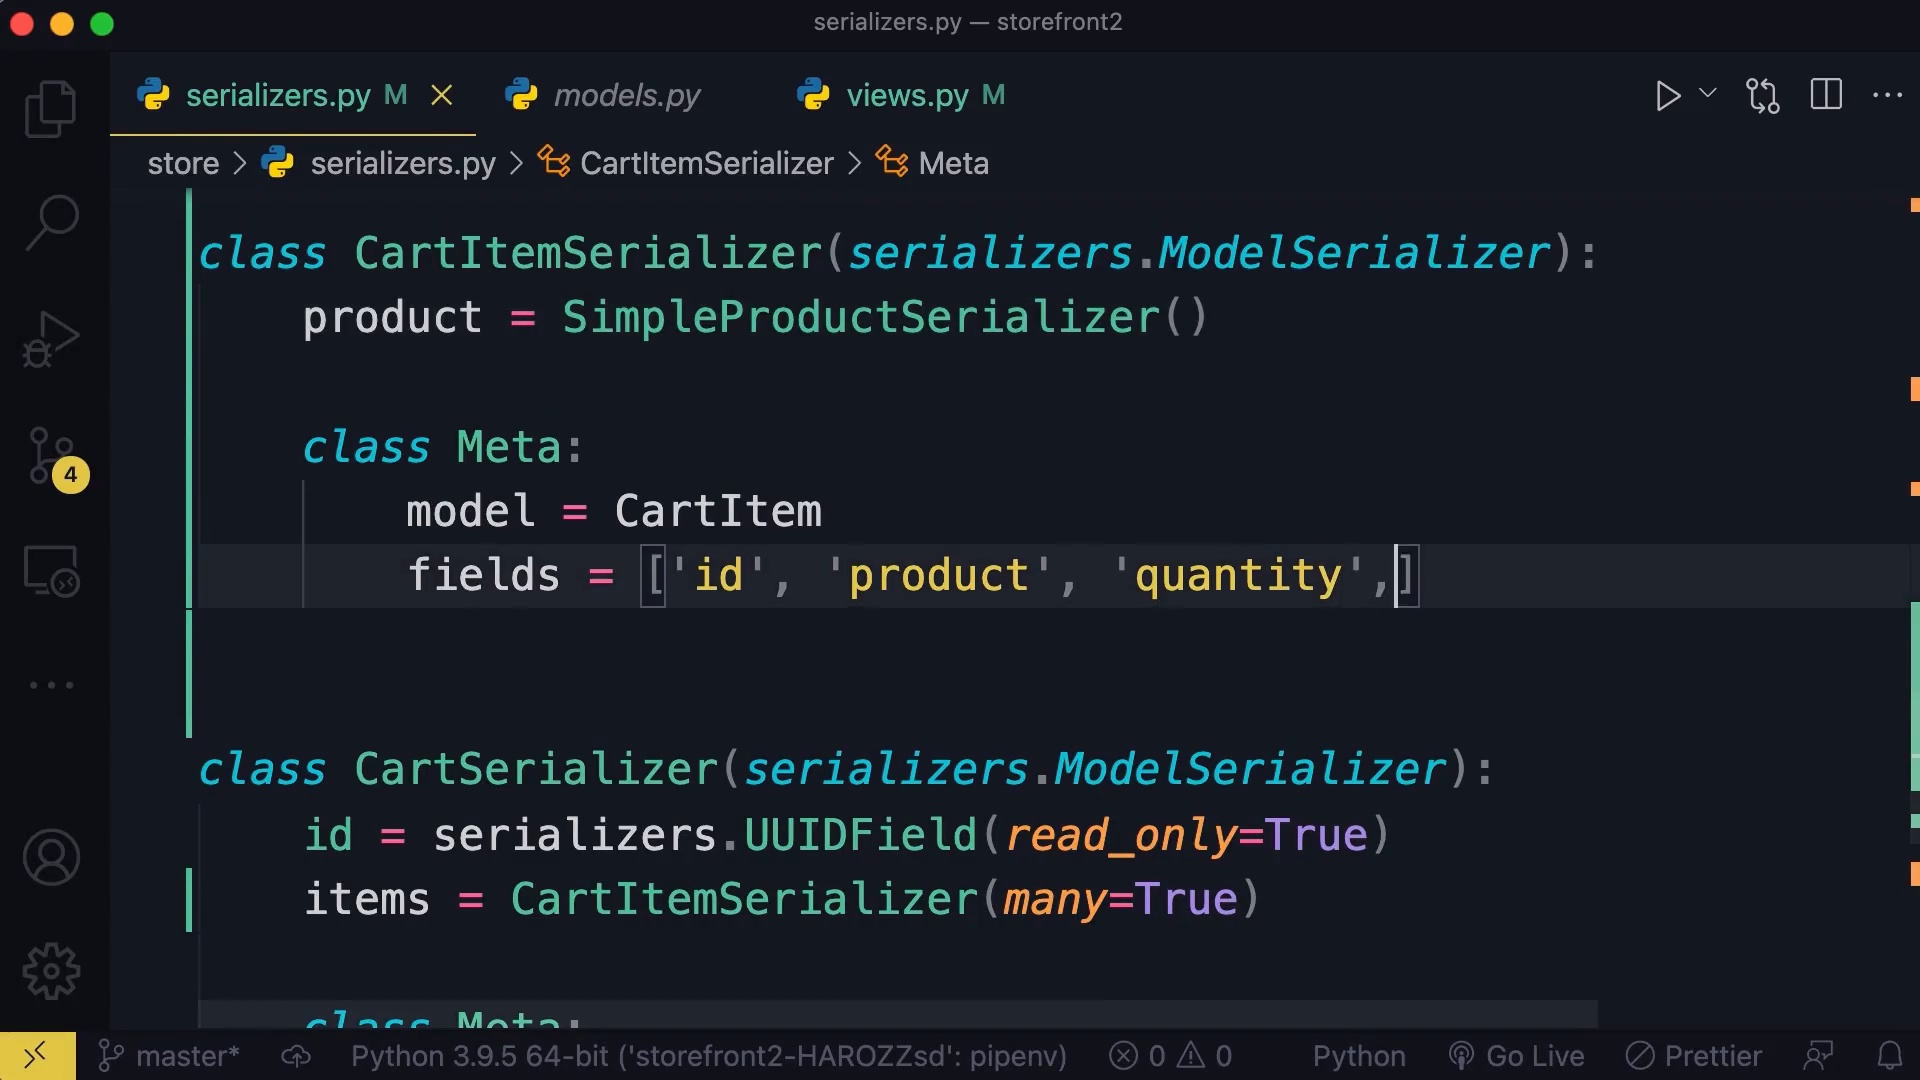 serializers.py — storefront2
serializers.py M models.py views.py M
store > serializers.py > CartItemSerializer > Meta
class CartItemSerializer(serializers.ModelSerializer):
product = SimpleProductSerializer()
class Meta:
model = CartItem
fields = ['id', 'product', 'quantity',]
class CartSerializer(serializers.ModelSerializer):
id = serializers.UUIDField(read_only=True)
items = CartItemSerializer(many=True)
class Meta:
4
master* Python 3.9.5 64-bit ('storefront2-HAROZZsd': pipenv) 0 0 Python Go Live Prettier